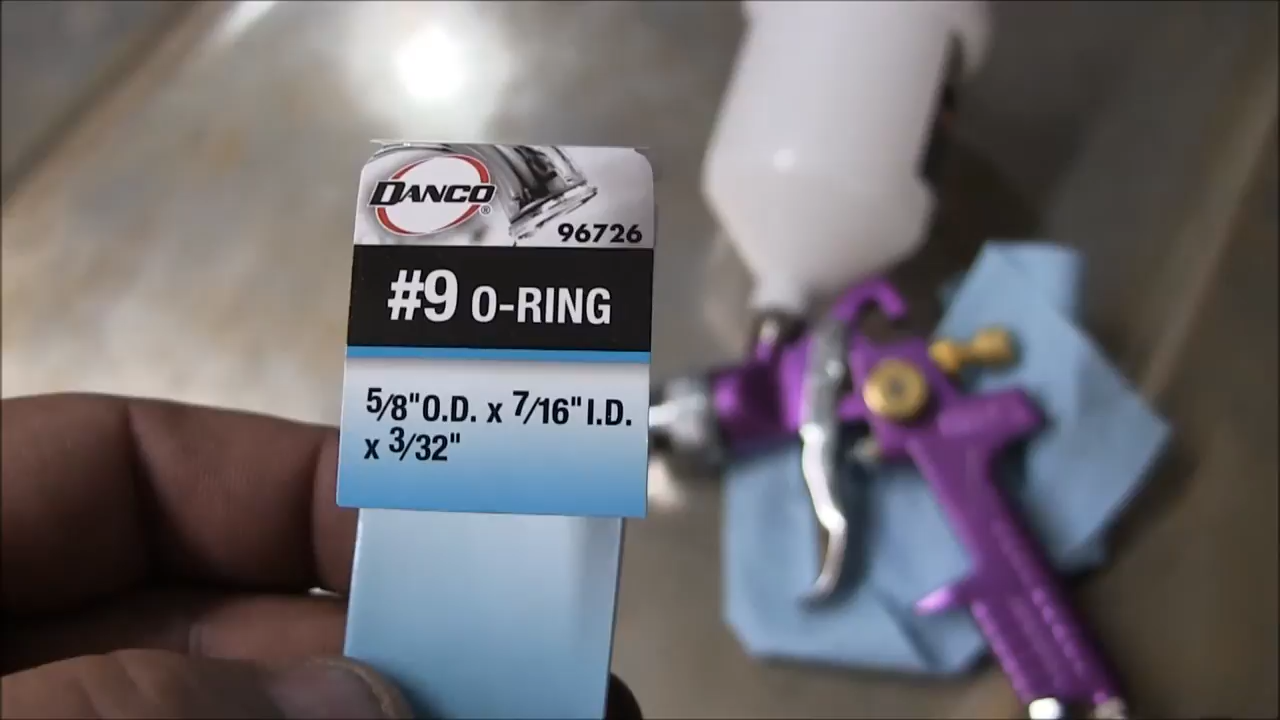 DANCO®
96726
#9 O-RING
5/8" O.D. x 7/16" I.D.
x 3/32"